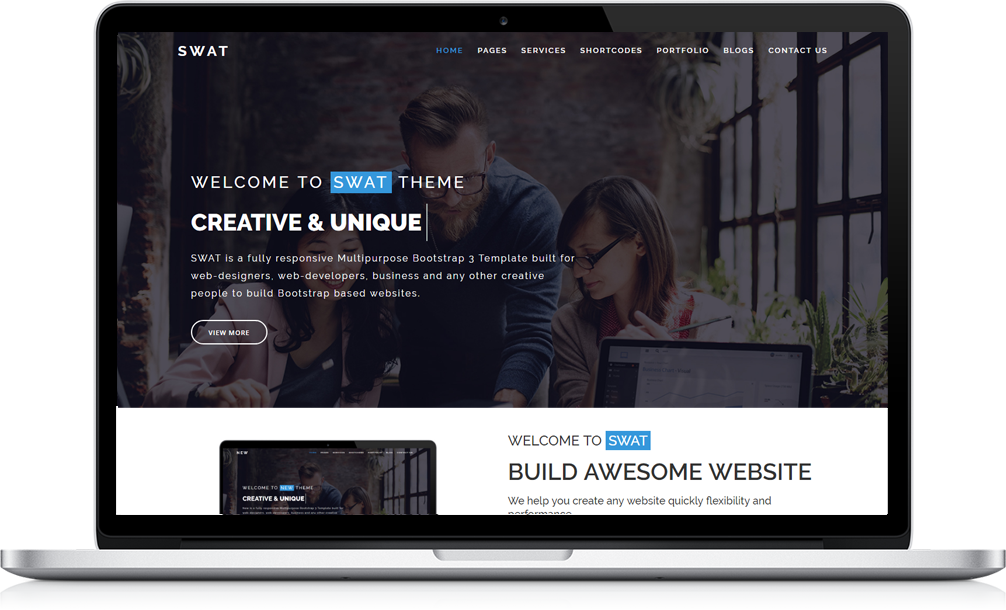 SWAT
HOME PAGES SERVICES SHORTCODES PORTFOLIO BLOGS CONTACT US
WELCOME TO SWAT THEME
CREATIVE & UNIQUE
SWAT is a fully responsive Multipurpose Bootstrap 3 Template built for
web-designers, web-developers, business and any other creative
people to build Bootstrap based websites.
VIEW MORE
NEW
WELCOME TO NEW THEME
CREATIVE & UNIQUE
WELCOME TO SWAT
BUILD AWESOME WEBSITE
We help you create any website quickly flexibility and
performance